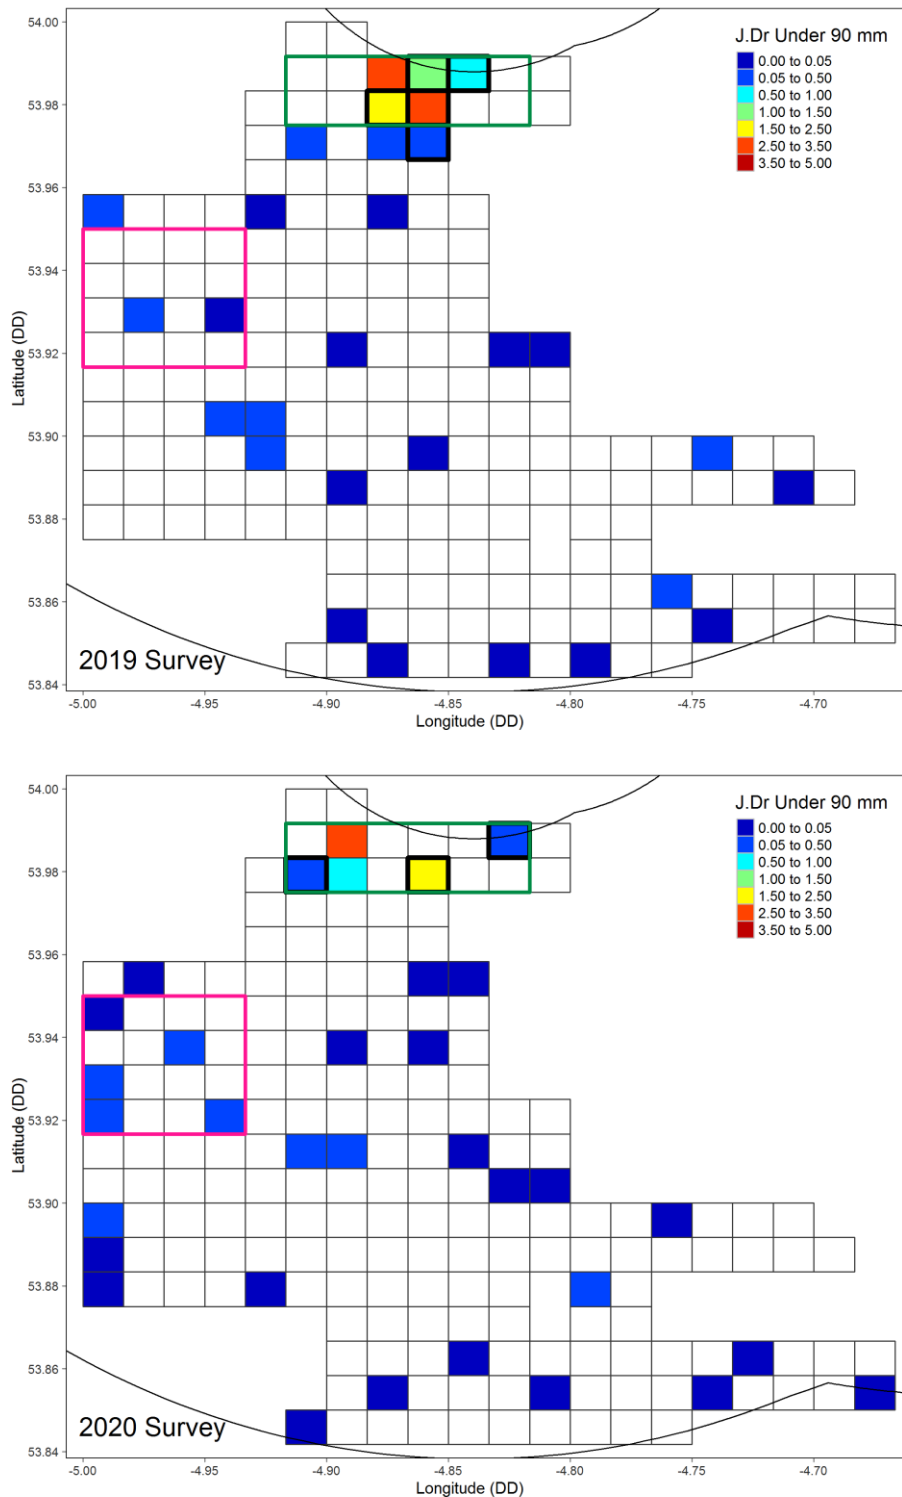 J.Dr Under 90 mm
0.00 to 0.05
0.05 to 0.50
0.50 to 1.00
1.00 to 1.50
1.50 to 2.50
2.50 to 3.50
3.50 to 5.00
54.00
53.98
53.96
53.94
53.92
53.90
53.88
53.86
53.84
Latitude (DD)
2019 Survey
-5.00 -4.95 -4.90 -4.85 -4.80 -4.75 -4.70
Longitude (DD)
J.Dr Under 90 mm
0.00 to 0.05
0.05 to 0.50
0.50 to 1.00
1.00 to 1.50
1.50 to 2.50
2.50 to 3.50
3.50 to 5.00
54.00
53.98
53.96
53.94
53.92
53.90
53.88
53.86
53.84
Latitude (DD)
2020 Survey
-5.00 -4.95 -4.90 -4.85 -4.80 -4.75 -4.70
Longitude (DD)